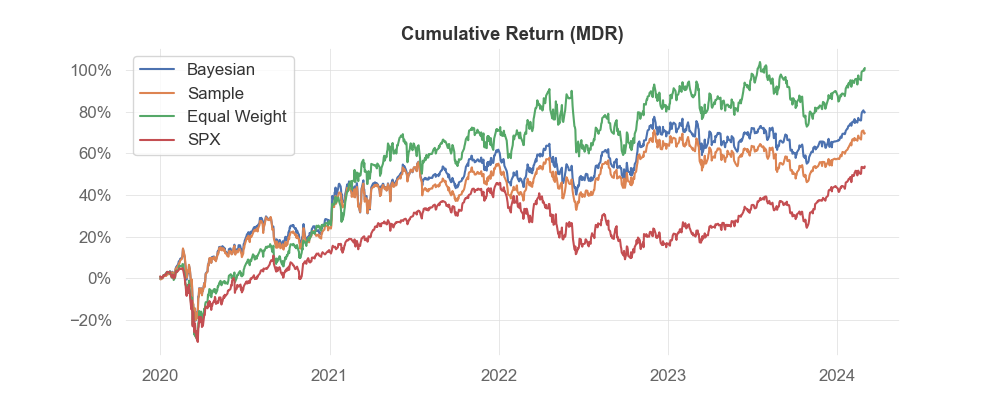 Cumulative Return (MDR)
Bayesian
Sample
Equal Weight
SPX
100%
80%
60%
40%
20%
0%
−20%
2020 2021 2022 2023 2024